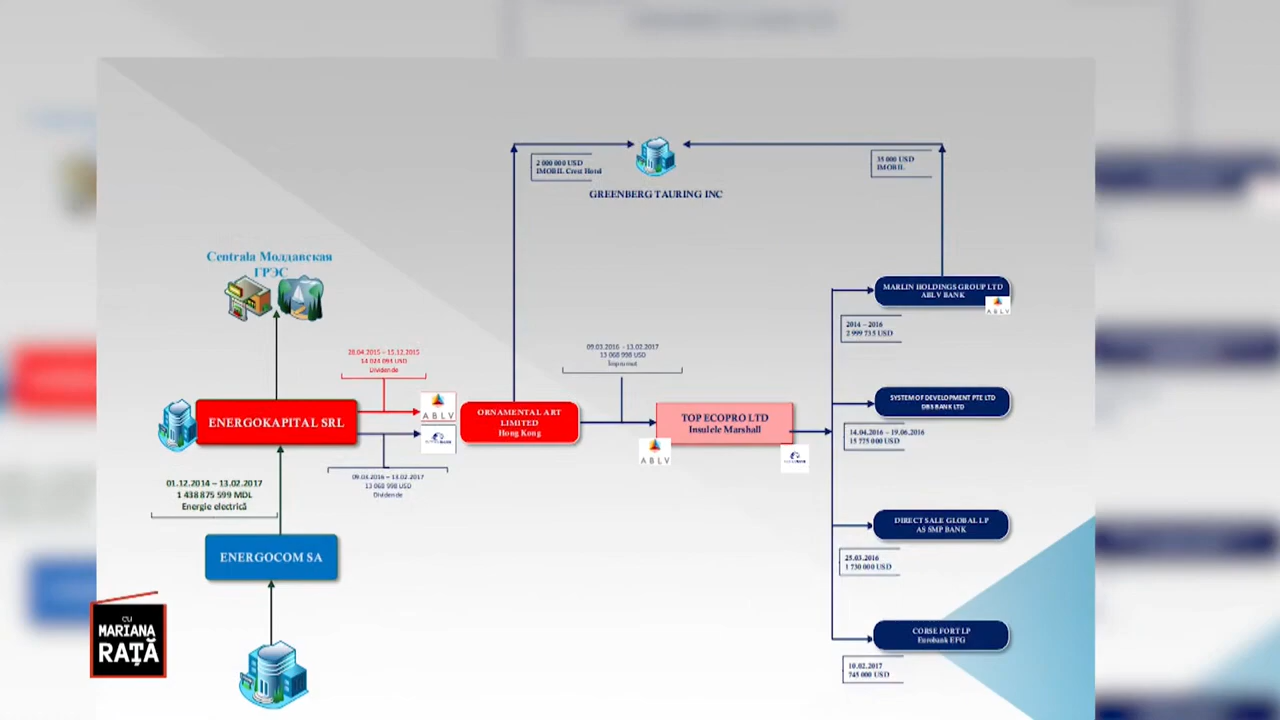 2 000 000 USD
IMOBIL Crest Hotel
35 000 USD
IMOBIL
GREENBERG TAURING INC
Centrala Молдавская
ГРЭС
MARLIN HOLDINGS GROUP LTD
ABLV BANK
ABLV
2014 – 2016
2 999 735 USD
28.04 2015 – 15.12.2015
USD
Dividende
09.03.2016 – 13.02.2017
13 068 998 USD
Împrumut
ENERGOKAPITAL SRL
ABLV
ORNAMENTAL ART
LIMITED
Hong Kong
TOP ECOPRO LTD
Insulele Marshall
ABLV
SYSTEM OF DEVELOPMENT PTE LTD
DBS BANK LTD
14.04.2016 – 19.06.2016
15 775 000 USD
09.03.2016 – 13.02.2017
13 068 998 USD
Dividende
01.12.2014 – 13.02.2017
1 438 875 599 MDL
Energie electrică
DIRECT SALE GLOBAL LP
AS SMP BANK
25.03.2016
1 730 000 USD
ENERGOCOM SA
CORSE FORT LP
Eurobank EFG
10.02.2017
745 000 USD
CU
MARIANA
RAȚĂ